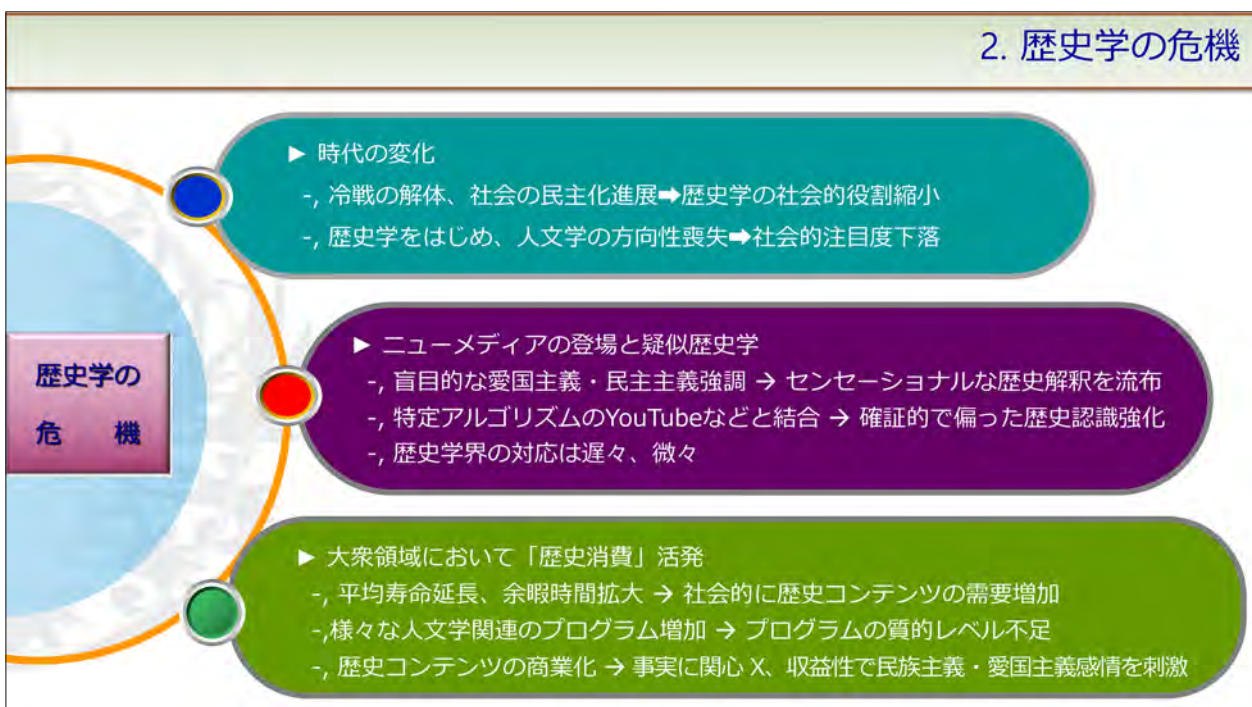 2. 歴史学の危機
歴史学の
危 機
► 時代の変化
-, 冷戦の解体、社会の民主化進展➡歴史学の社会的役割縮小
-, 歴史学をはじめ、人文学の方向性喪失➡社会的注目度下落
► ニューメディアの登場と疑似歴史学
-, 盲目的な愛国主義・民主主義強調 → センセーショナルな歴史解釈を流布
-, 特定アルゴリズムのYouTubeなどと結合 → 確証的で偏った歴史認識強化
-, 歴史学界の対応は遅々、微々
► 大衆領域において「歴史消費」活発
-, 平均寿命延長、余暇時間拡大 → 社会的に歴史コンテンツの需要増加
-,様々な人文学関連のプログラム増加 → プログラムの質的レベル不足
-, 歴史コンテンツの商業化 → 事実に関心 X、収益性で民族主義・愛国主義感情を刺激